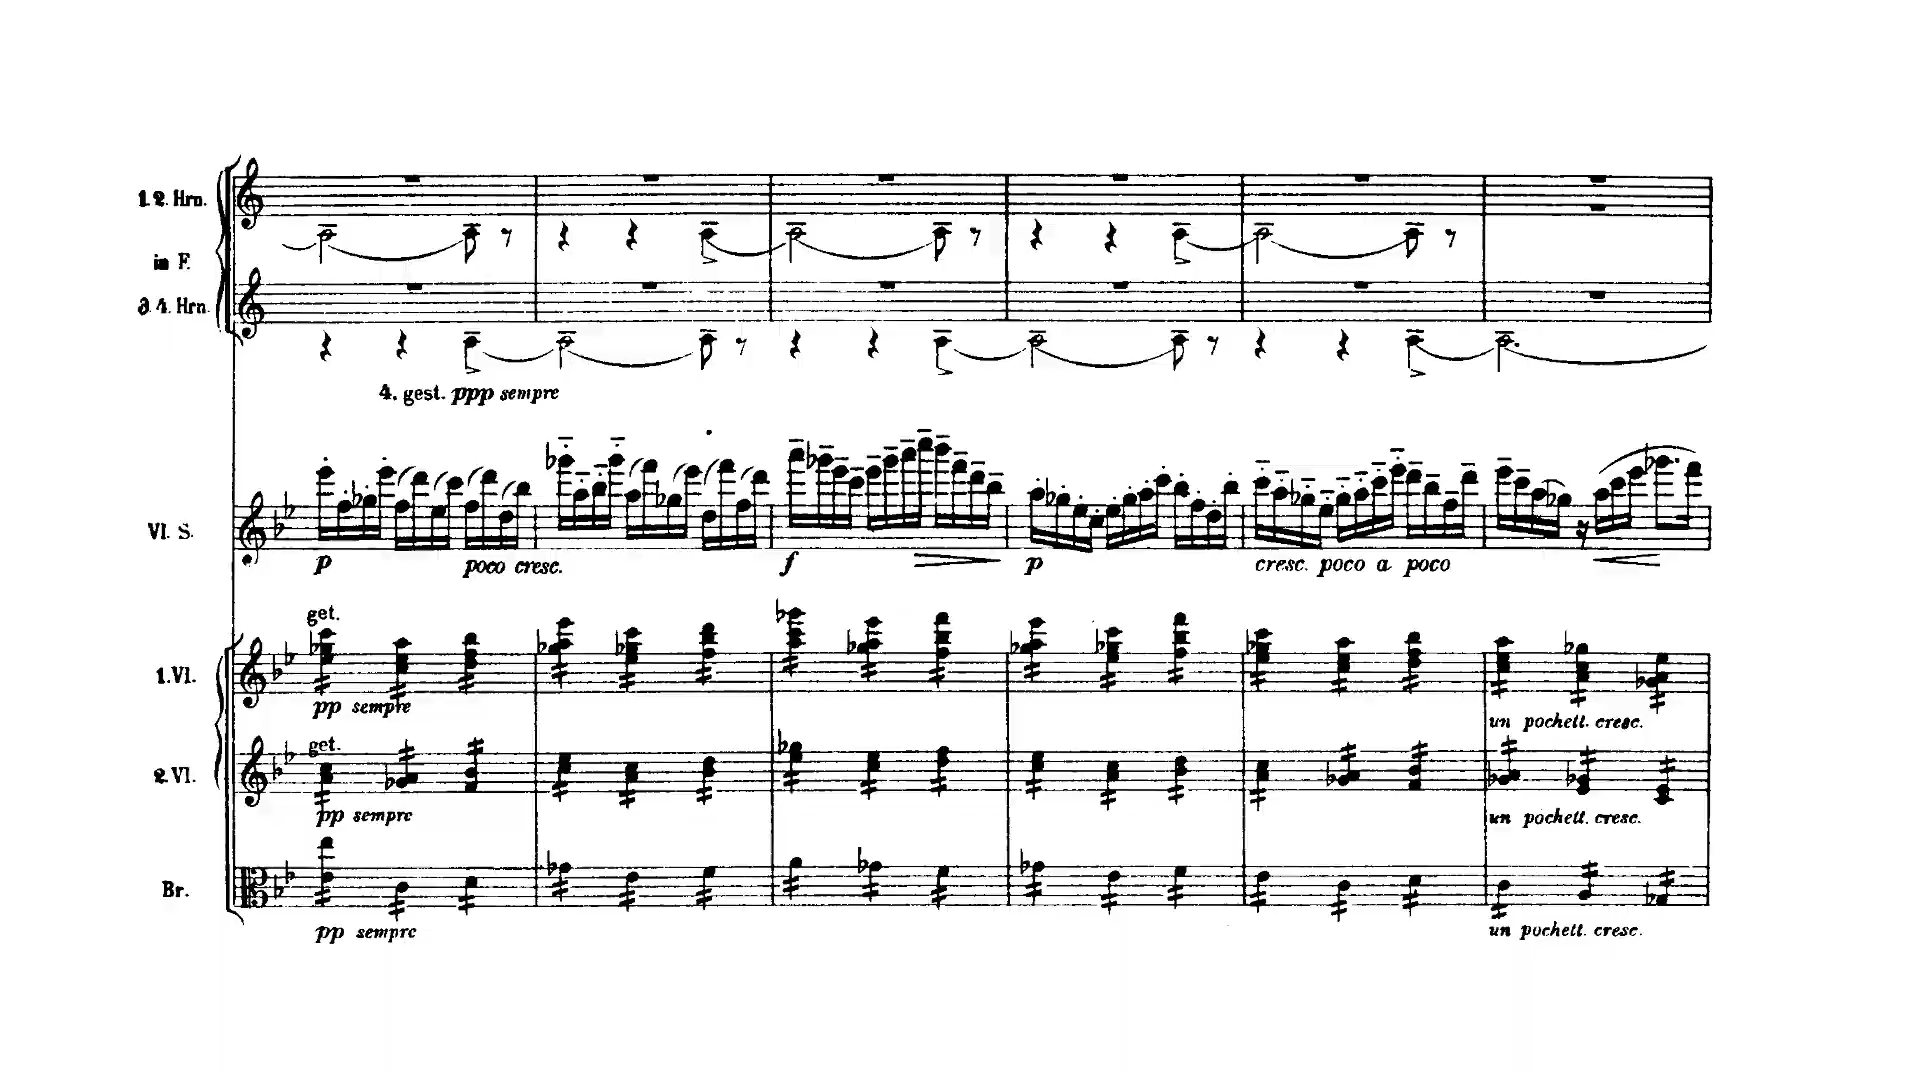 1. 2. Hrn.
in F.
3. 4. Hrn.
4. gest. ppp sempre
Vl. S.
p poco cresc. f p cresc. poco a poco
get.
1. Vl.
pp sempre un pochett. cresc.
get.
2. Vl.
pp sempre un pochett. cresc.
Br.
pp sempre un pochett. cresc.